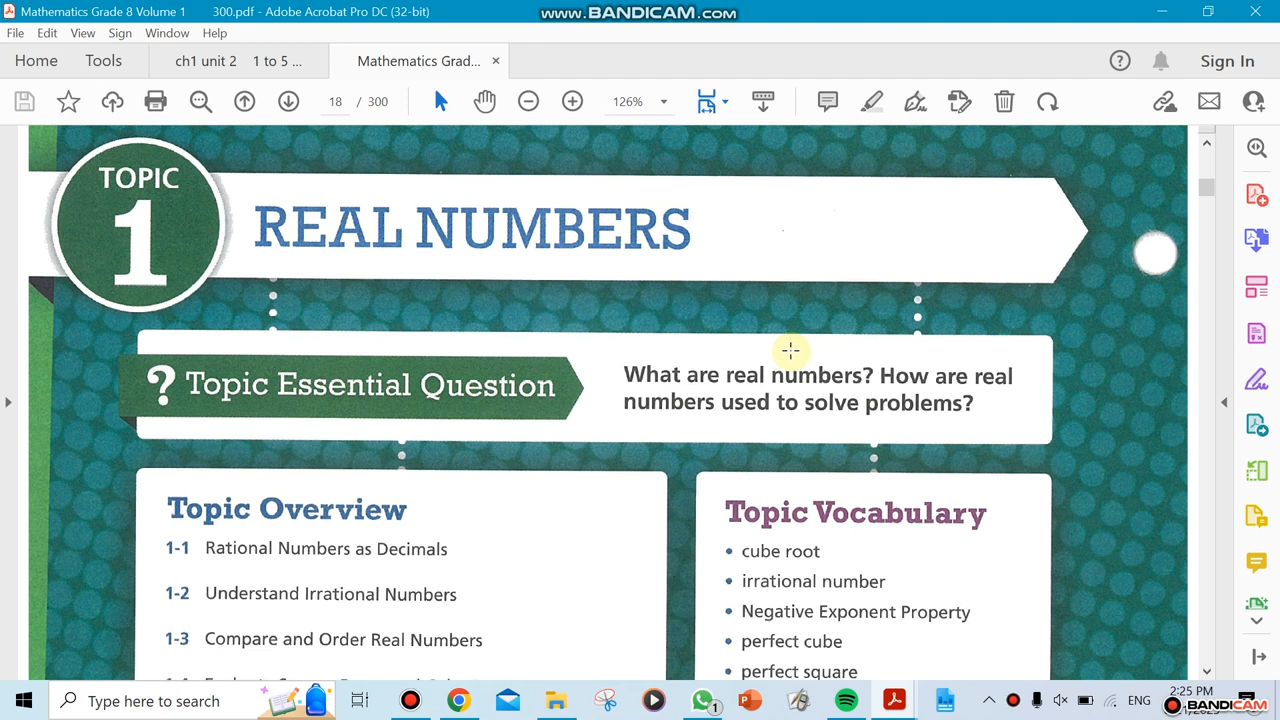 Mathematics Grade 8 Volume 1 300.pdf - Adobe Acrobat Pro DC (32-bit)
www.BANDICAM.com
File Edit View Sign Window Help
Home Tools ch1 unit 2 1 to 5 ... Mathematics Grad... × Sign In
18 / 300 126%
TOPIC
1
REAL NUMBERS
? Topic Essential Question
What are real numbers? How are real
numbers used to solve problems?
Topic Overview
1-1 Rational Numbers as Decimals
1-2 Understand Irrational Numbers
1-3 Compare and Order Real Numbers
Topic Vocabulary
• cube root
• irrational number
• Negative Exponent Property
• perfect cube
• perfect square
Type here to search
1
ENG
2:25 PM
BANDICAM